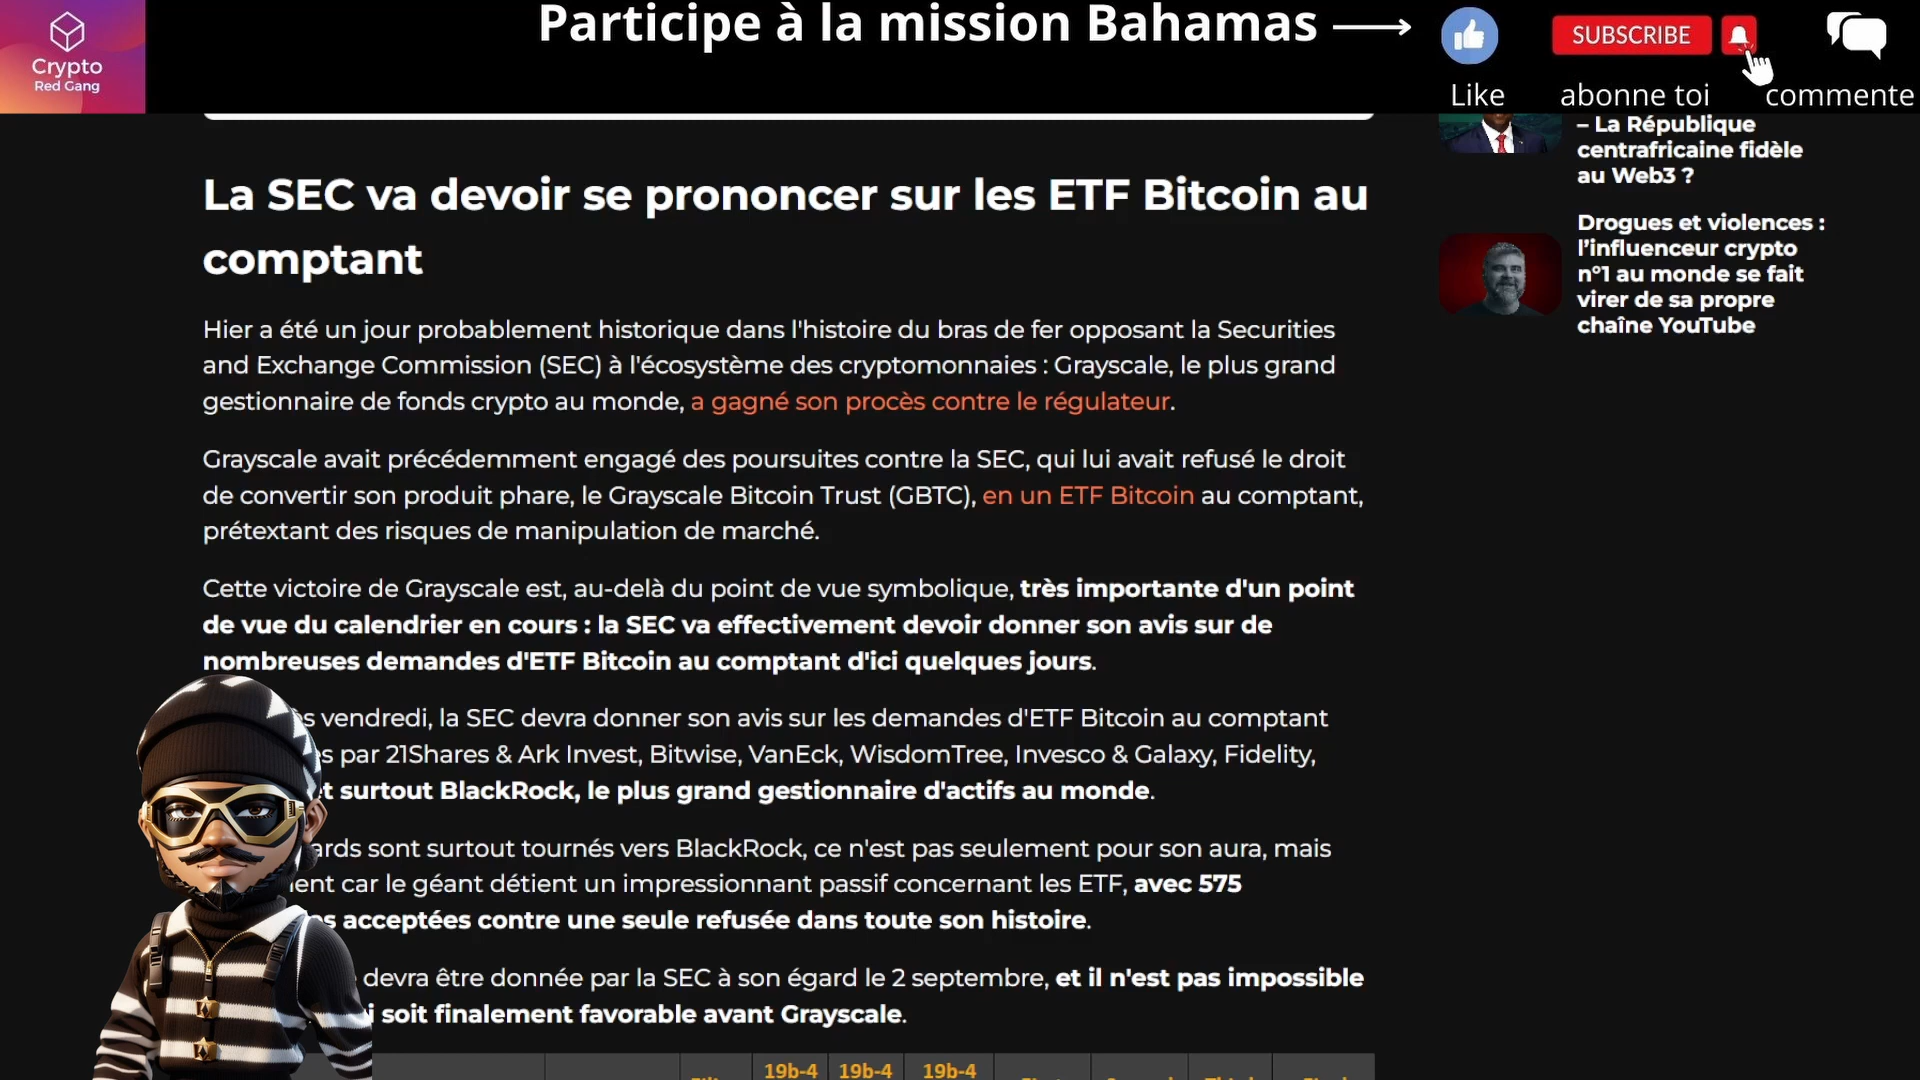 Participe à la mission Bahamas
SUBSCRIBE
Crypto
Red Gang
Like
abonne toi
commente
– La République
centrafricaine fidèle
au Web3 ?
La SEC va devoir se prononcer sur les ETF Bitcoin au
comptant
Drogues et violences :
l'influenceur crypto
n°1 au monde se fait
virer de sa propre
chaîne YouTube
Hier a été un jour probablement historique dans l'histoire du bras de fer opposant la Securities
and Exchange Commission (SEC) à l'écosystème des cryptomonnaies : Grayscale, le plus grand
gestionnaire de fonds crypto au monde, a gagné son procès contre le régulateur.
Grayscale avait précédemment engagé des poursuites contre la SEC, qui lui avait refusé le droit
de convertir son produit phare, le Grayscale Bitcoin Trust (GBTC), en un ETF Bitcoin au comptant,
prétextant des risques de manipulation de marché.
Cette victoire de Grayscale est, au-delà du point de vue symbolique, très importante d'un point
de vue du calendrier en cours : la SEC va effectivement devoir donner son avis sur de
nombreuses demandes d'ETF Bitcoin au comptant d'ici quelques jours.
vendredi, la SEC devra donner son avis sur les demandes d'ETF Bitcoin au comptant
par 21Shares & Ark Invest, Bitwise, VanEck, WisdomTree, Invesco & Galaxy, Fidelity,
et surtout BlackRock, le plus grand gestionnaire d'actifs au monde.
sont surtout tournés vers BlackRock, ce n'est pas seulement pour son aura, mais
car le géant détient un impressionnant passif concernant les ETF, avec 575
acceptées contre une seule refusée dans toute son histoire.
devra être donnée par la SEC à son égard le 2 septembre, et il n'est pas impossible
soit finalement favorable avant Grayscale.
19b-4 19b-4 19b-4